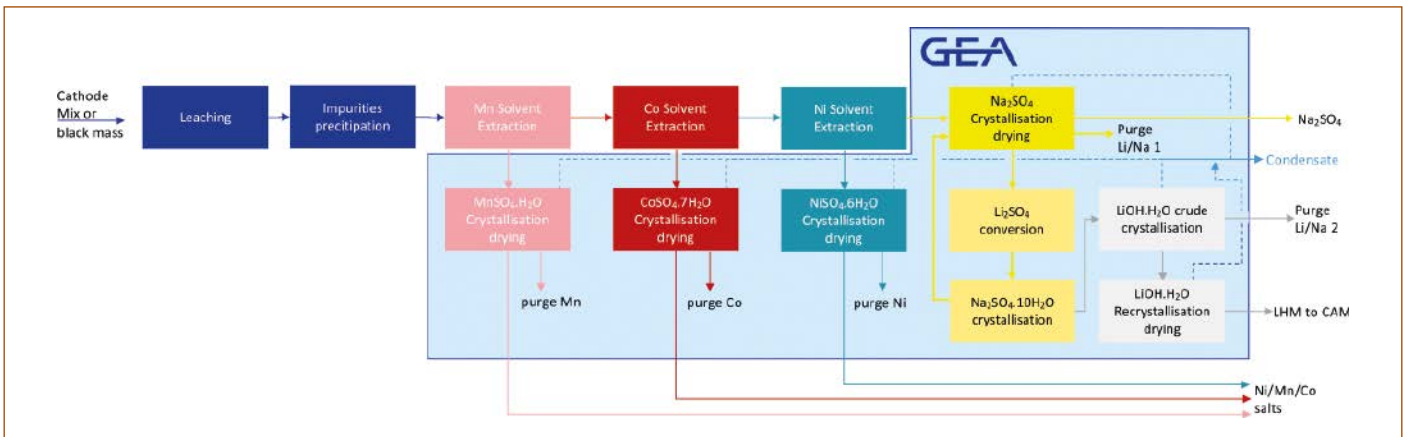 GEA
Cathode
Mix or
black mass
Leaching
Impurities
precitipation
Mn Solvent
Extraction
Co Solvent
Extraction
Ni Solvent
Extraction
Na₂SO₄
Crystallisation
drying
Na₂SO₄
Purge
Li/Na 1
Condensate
MnSO₄.H₂O
Crystallisation
drying
CoSO₄.7H₂O
Crystallisation
drying
NiSO₄.6H₂O
Crystallisation
drying
Li₂SO₄
conversion
LiOH.H₂O crude
crystallisation
Purge
Li/Na 2
purge Mn
purge Co
purge Ni
Na₂SO₄.10H₂O
crystallisation
LiOH.H₂O
Recrystallisation
drying
LHM to CAM
Ni/Mn/Co
salts